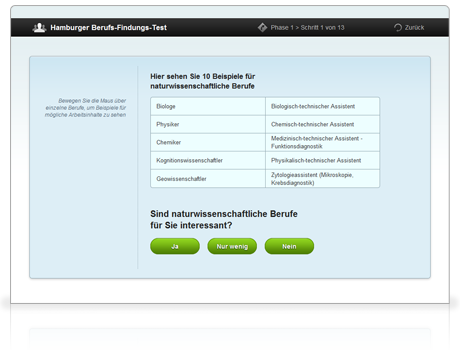 Hamburger Berufs-Findungs-Test
Phase 1 > Schritt 1 von 13
Zurück
Bewegen Sie die Maus über
einzelne Berufe, um Beispiele für
mögliche Arbeitsinhalte zu sehen
Hier sehen Sie 10 Beispiele für
naturwissenschaftliche Berufe
Biologe
Biologisch-technischer Assistent
Physiker
Chemisch-technischer Assistent
Chemiker
Medizinisch-technischer Assistent -
Funktionsdiagnostik
Kognitionswissenschaftler
Physikalisch-technischer Assistent
Geowissenschaftler
Zytologieassistent (Mikroskopie,
Krebsdiagnostik)
Sind naturwissenschaftliche Berufe
für Sie interessant?
Ja
Nur wenig
Nein